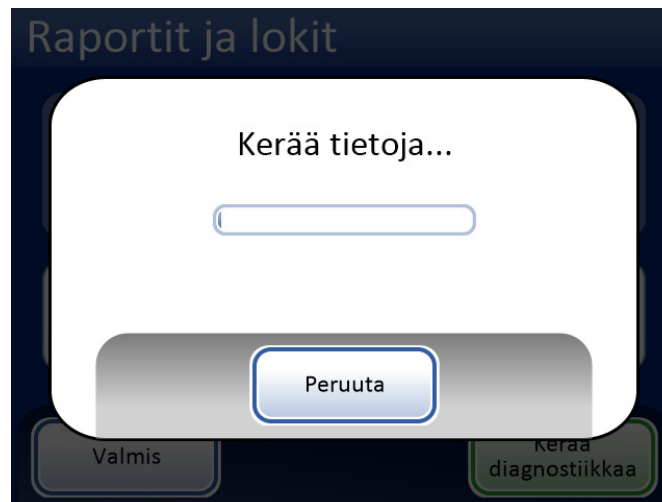 Raportit ja lokit
Kerää tietoja...
Peruuta
Valmis
Kerää
diagnostiikkaa